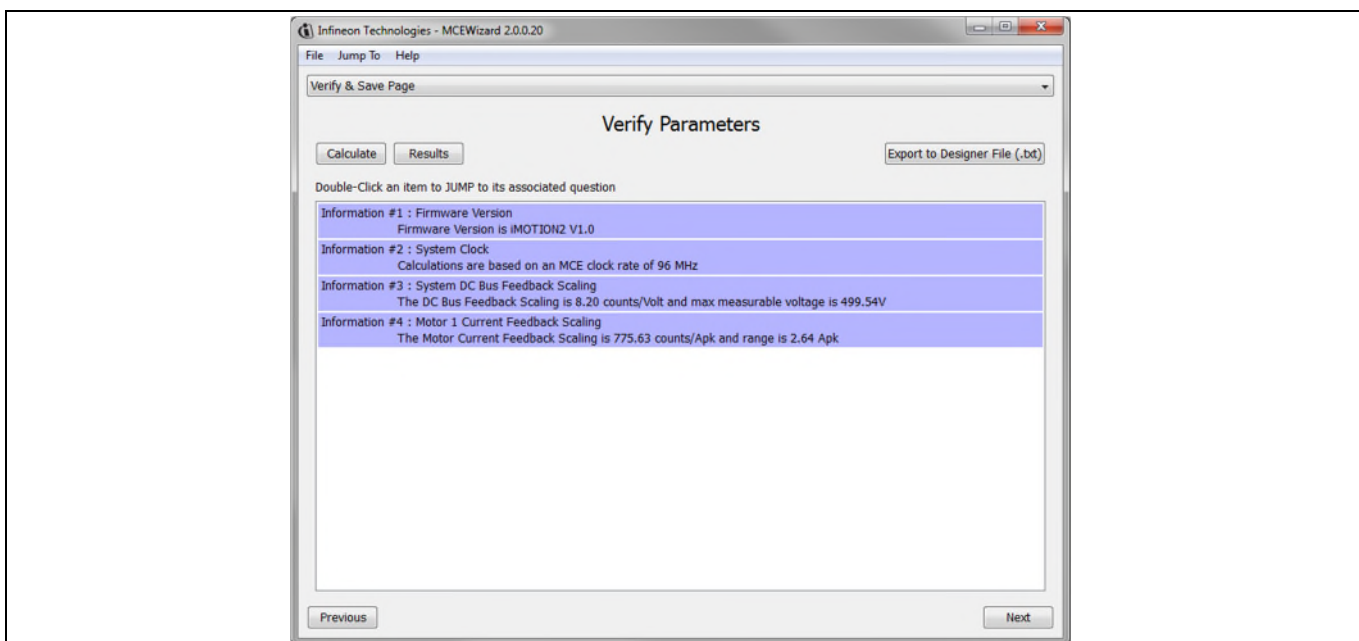 Infineon Technologies - MCEWizard 2.0.0.20
File Jump To Help
Verify & Save Page
Verify Parameters
Calculate Results Export to Designer File (.txt)
Double-Click an item to JUMP to its associated question
Information #1 : Firmware Version
Firmware Version is iMOTION2 V1.0
Information #2 : System Clock
Calculations are based on an MCE clock rate of 96 MHz
Information #3 : System DC Bus Feedback Scaling
The DC Bus Feedback Scaling is 8.20 counts/Volt and max measurable voltage is 499.54V
Information #4 : Motor 1 Current Feedback Scaling
The Motor Current Feedback Scaling is 775.63 counts/Apk and range is 2.64 Apk
Previous Next